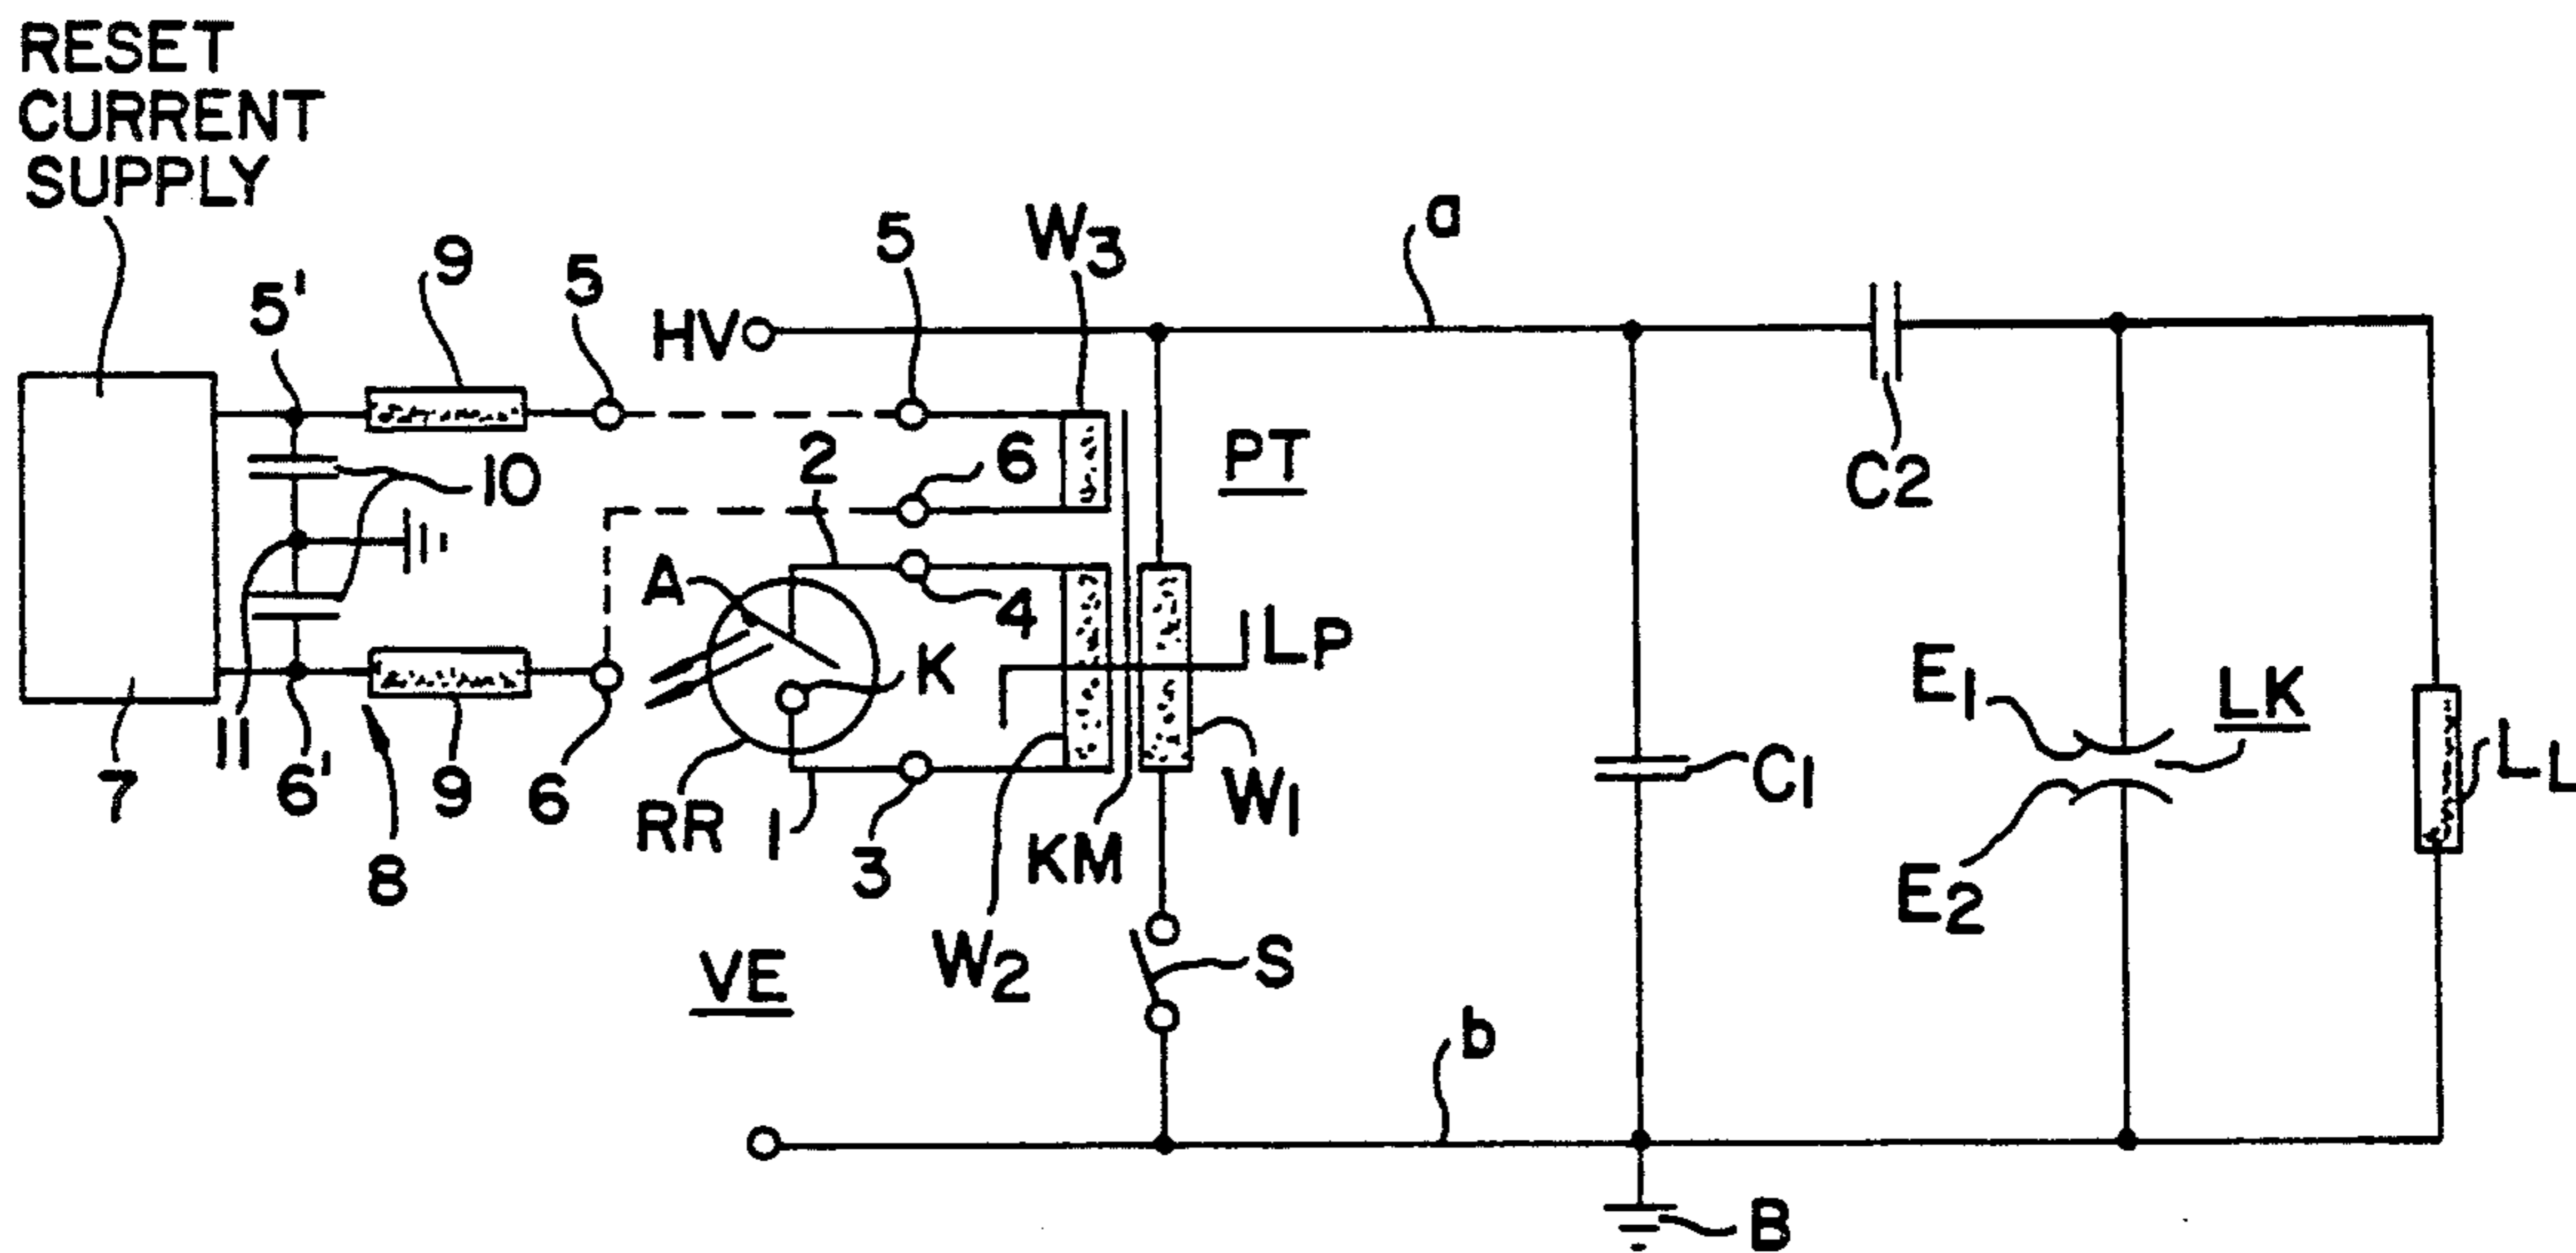 RESET
CURRENT
SUPPLY
5'
9
5
HV
5
W3
a
10
2
6
PT
C2
A
4
K
LP
7
11
6'
8
9
6
RR
1
3
W2
KM
W1
C1
E1
LK
LL
E2
VE
S
b
B